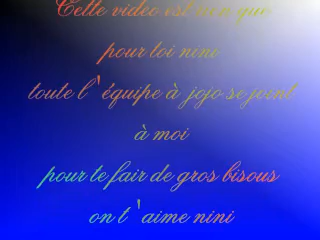 Cette video est rien que
pour toi nini
toute l'équipe à jojo se joint
à moi
pour te fair de gros bisous
on t'aime nini